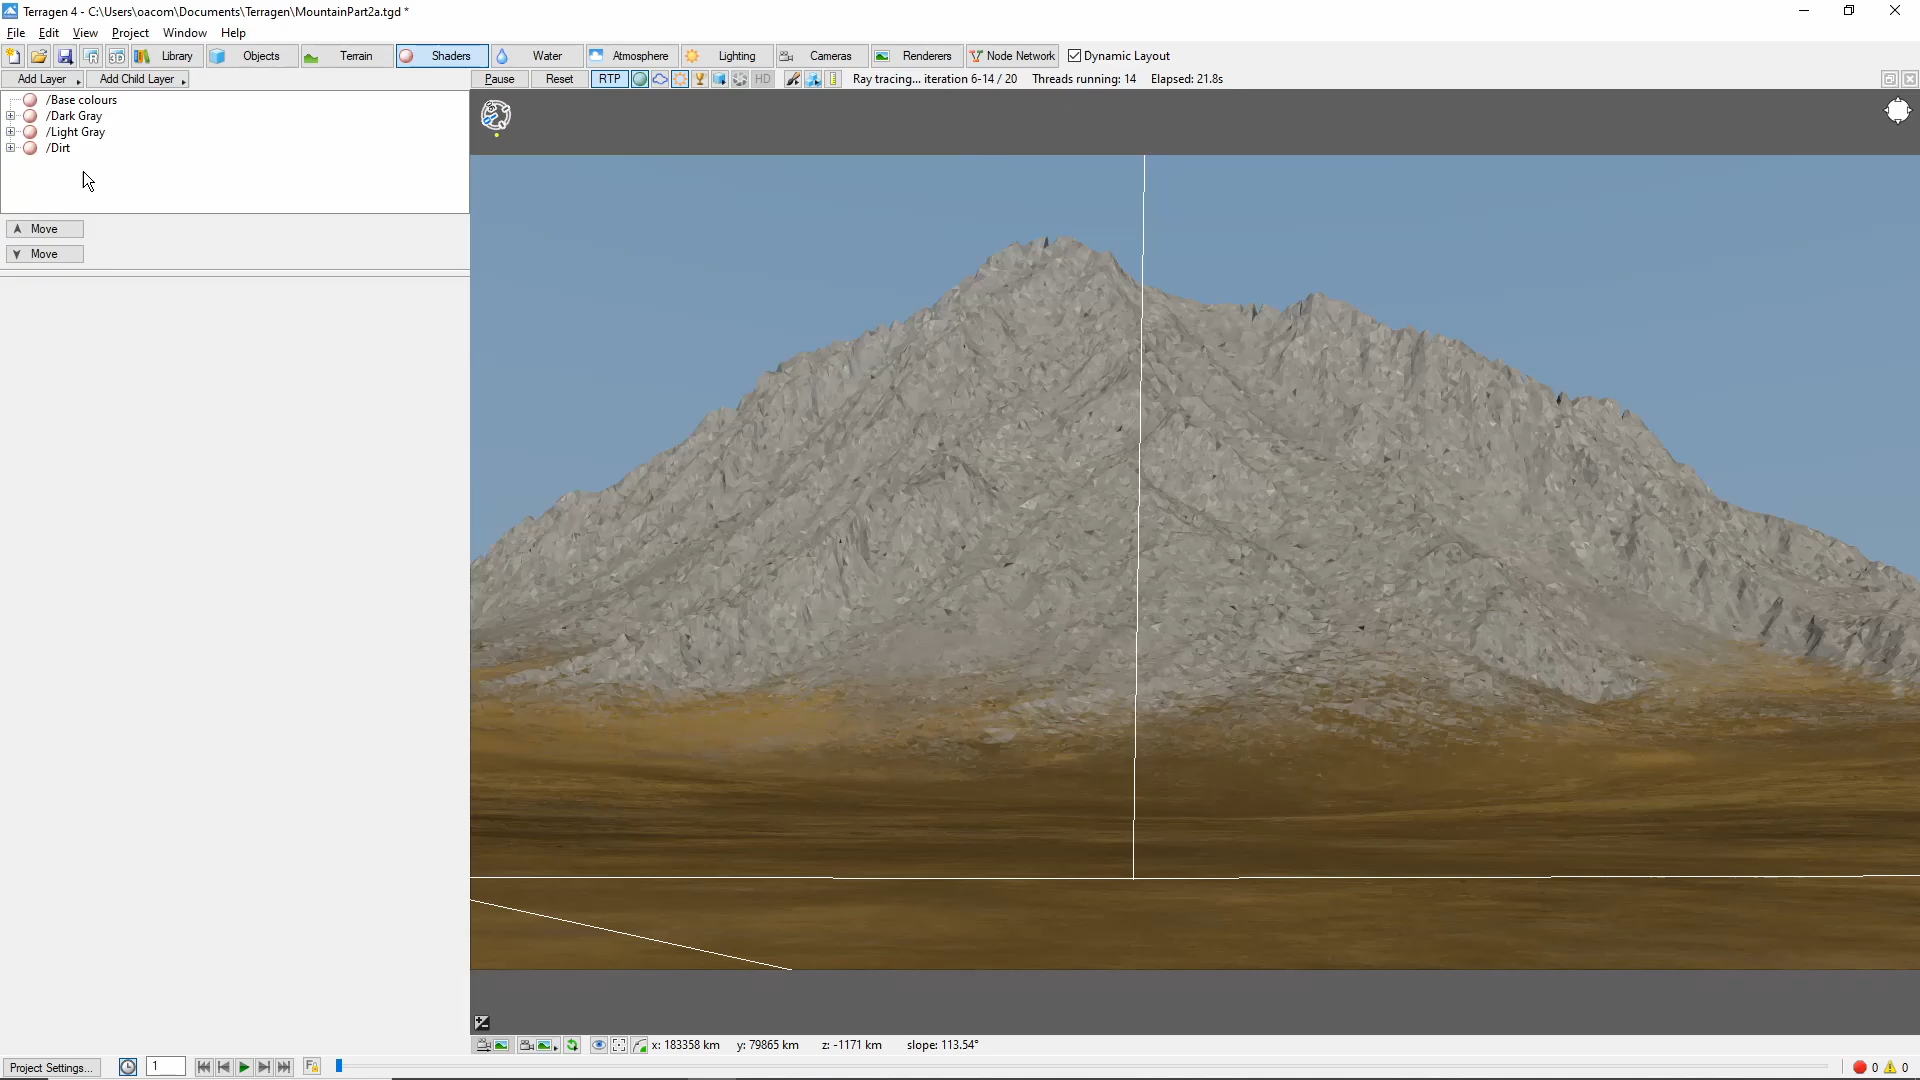 Terragen 4 - C:\Users\oacom\Documents\Terragen\MountainPart2a.tgd *
File Edit View Project Window Help
Library Objects Terrain Shaders Water Atmosphere Lighting Cameras Renderers Node Network Dynamic Layout
Add Layer Add Child Layer Pause Reset RTP HD Ray tracing... iteration 6-14 / 20 Threads running: 14 Elapsed: 21.8s
/Base colours
/Dark Gray
/Light Gray
/Dirt
Move
Move
x: 183358 km y: 79865 km z: -1171 km slope: 113.54°
Project Settings... 1 0 0